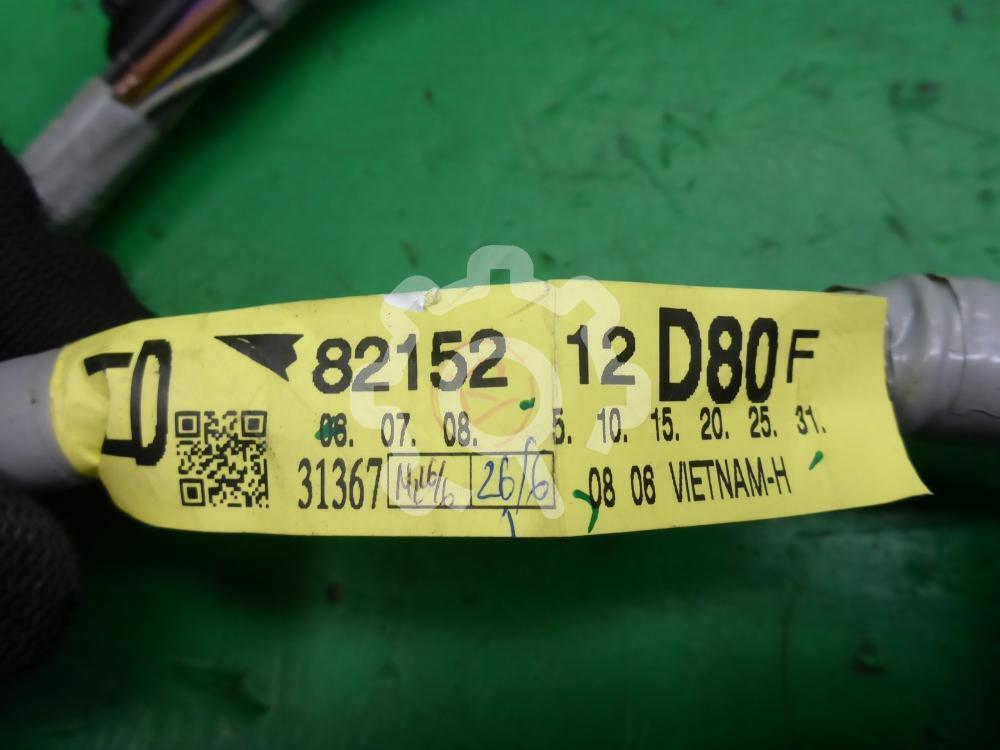 82152 12 D80 F
06. 07. 08. 5. 10. 15. 20. 25. 31.
31367 26/6 08 06 VIETNAM-H